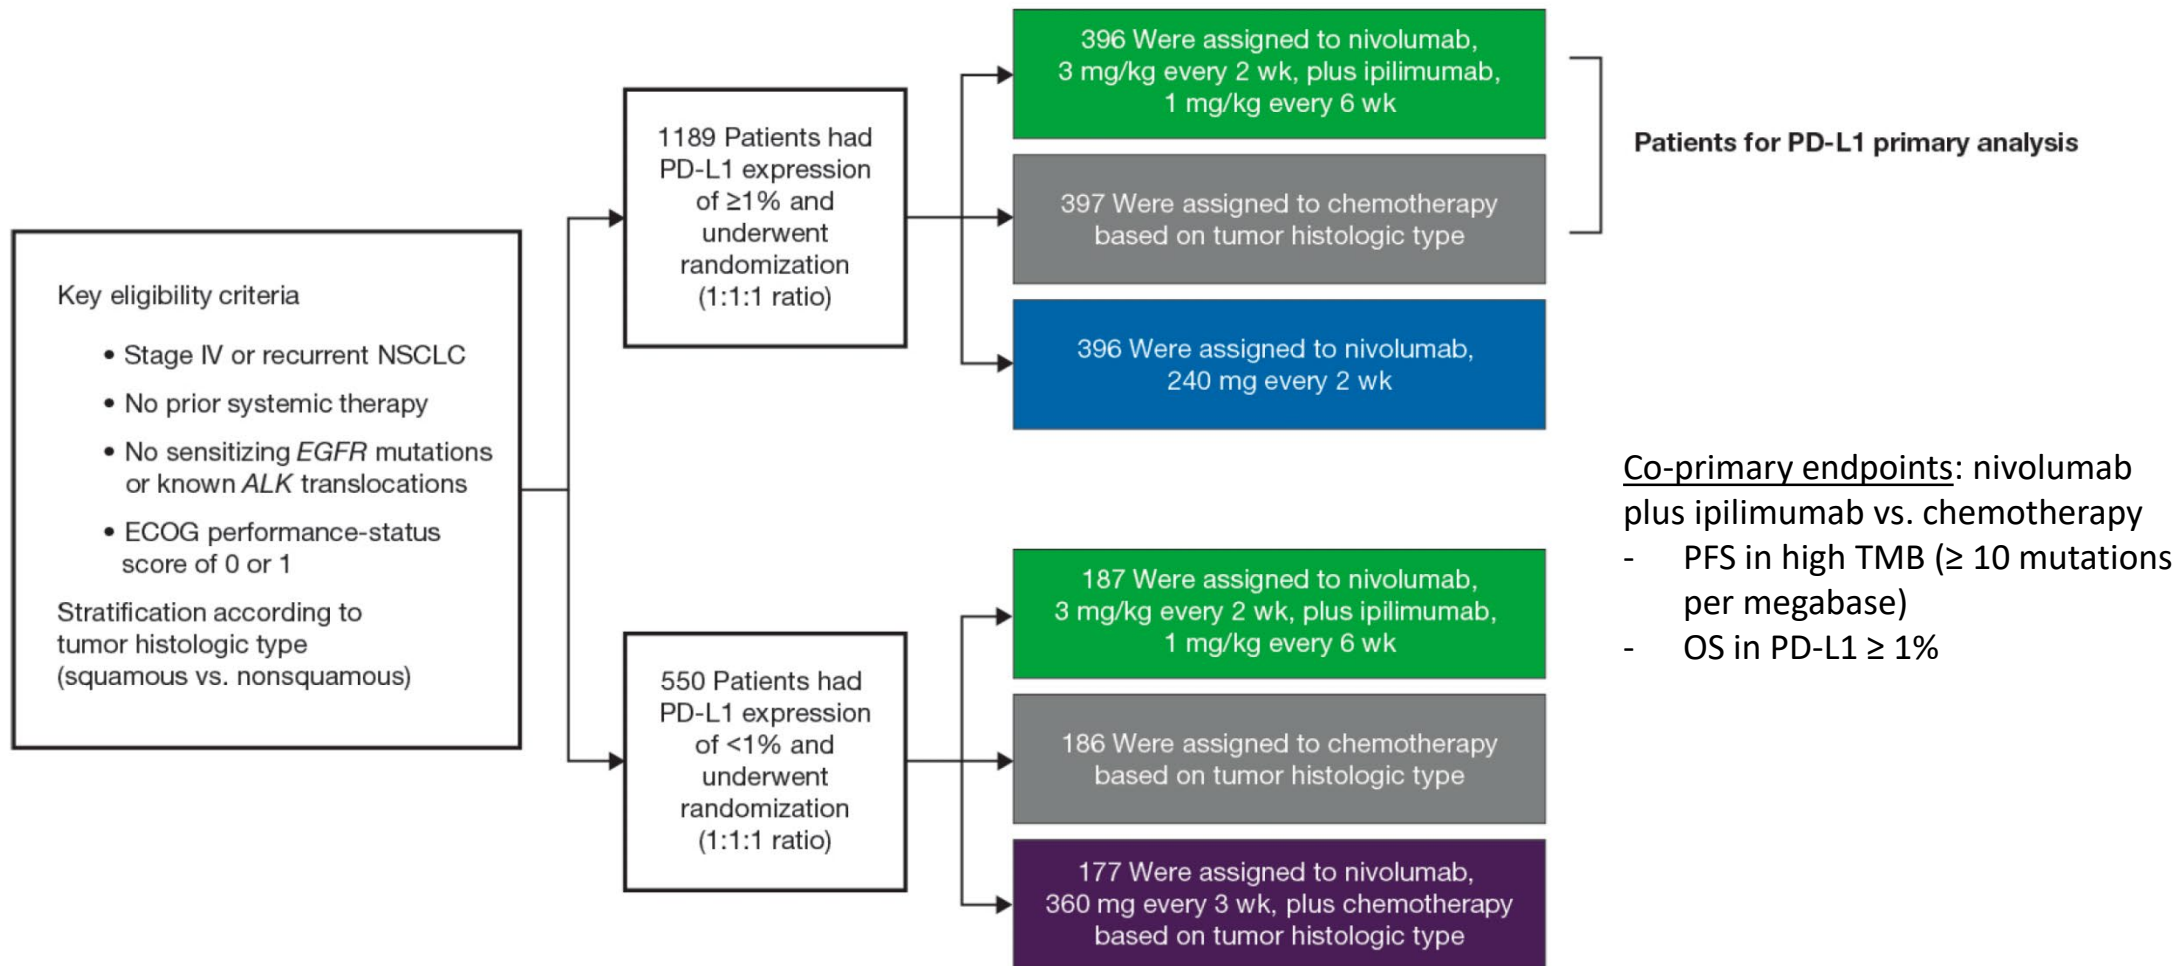 Key eligibility criteria
• Stage IV or recurrent NSCLC
• No prior systemic therapy
• No sensitizing EGFR mutations
or known ALK translocations
• ECOG performance-status
score of 0 or 1
Stratification according to
tumor histologic type
(squamous vs. nonsquamous)
1189 Patients had
PD-L1 expression
of ≥1% and
underwent
randomization
(1:1:1 ratio)
550 Patients had
PD-L1 expression
of <1% and
underwent
randomization
(1:1:1 ratio)
396 Were assigned to nivolumab,
3 mg/kg every 2 wk, plus ipilimumab,
1 mg/kg every 6 wk
397 Were assigned to chemotherapy
based on tumor histologic type
396 Were assigned to nivolumab,
240 mg every 2 wk
187 Were assigned to nivolumab,
3 mg/kg every 2 wk, plus ipilimumab,
1 mg/kg every 6 wk
186 Were assigned to chemotherapy
based on tumor histologic type
177 Were assigned to nivolumab,
360 mg every 3 wk, plus chemotherapy
based on tumor histologic type
Patients for PD-L1 primary analysis
Co-primary endpoints: nivolumab
plus ipilimumab vs. chemotherapy
- PFS in high TMB (≥ 10 mutations
per megabase)
- OS in PD-L1 ≥ 1%